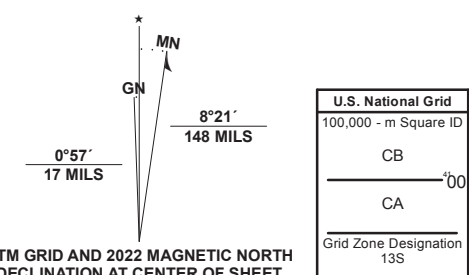 ★
MN
GN
8°21´
148 MILS
0°57´
17 MILS
TM GRID AND 2022 MAGNETIC NORTH
DECLINATION AT CENTER OF SHEET
U.S. National Grid
100,000 - m Square ID
CB
4100
CA
Grid Zone Designation
13S